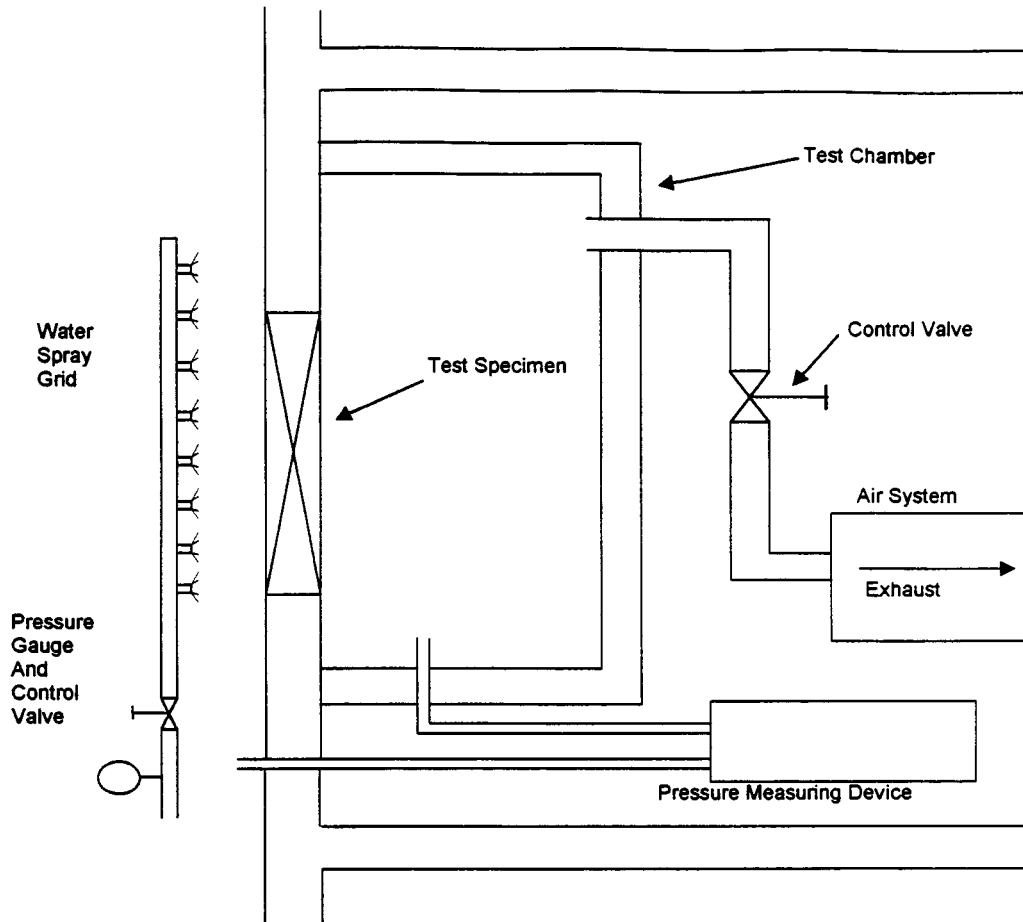 Test Chamber
Water
Spray
Grid
Control Valve
Test Specimen
Air System
Exhaust
Pressure
Gauge
And
Control
Valve
Pressure Measuring Device